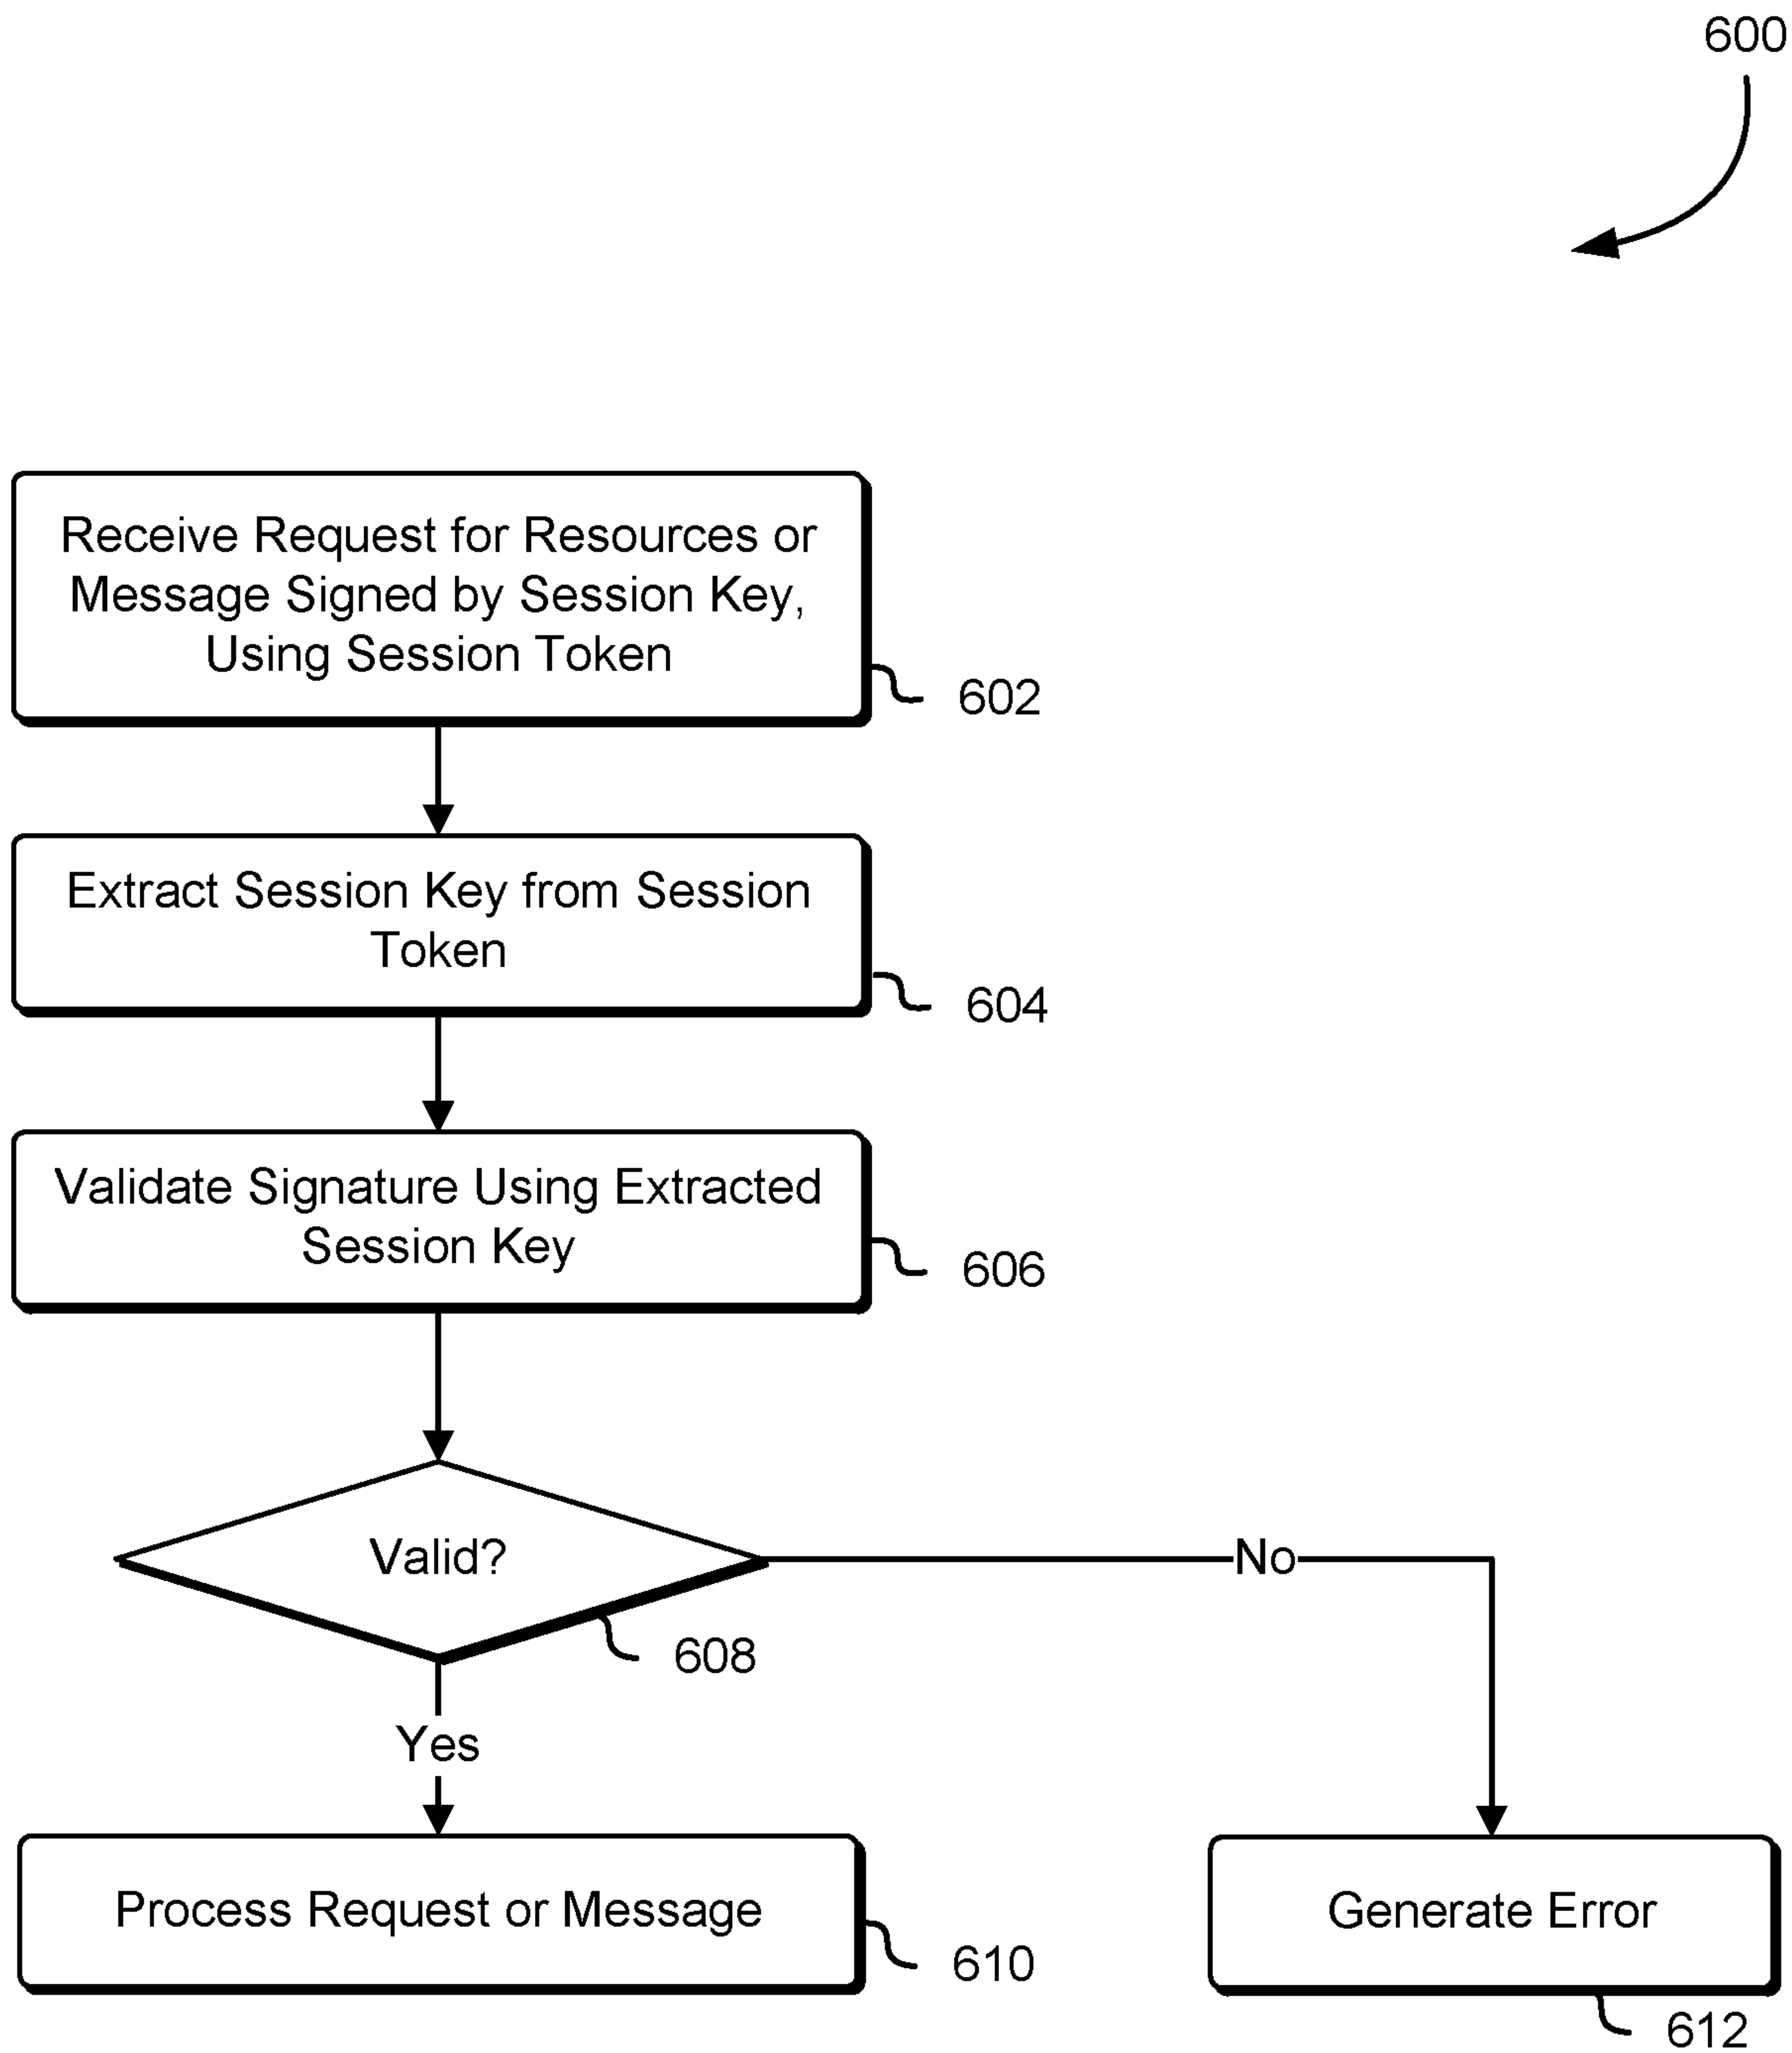 600
Receive Request for Resources or
Message Signed by Session Key,
Using Session Token
602
Extract Session Key from Session
Token
604
Validate Signature Using Extracted
Session Key
606
Valid?
No
608
Yes
Process Request or Message
610
Generate Error
612